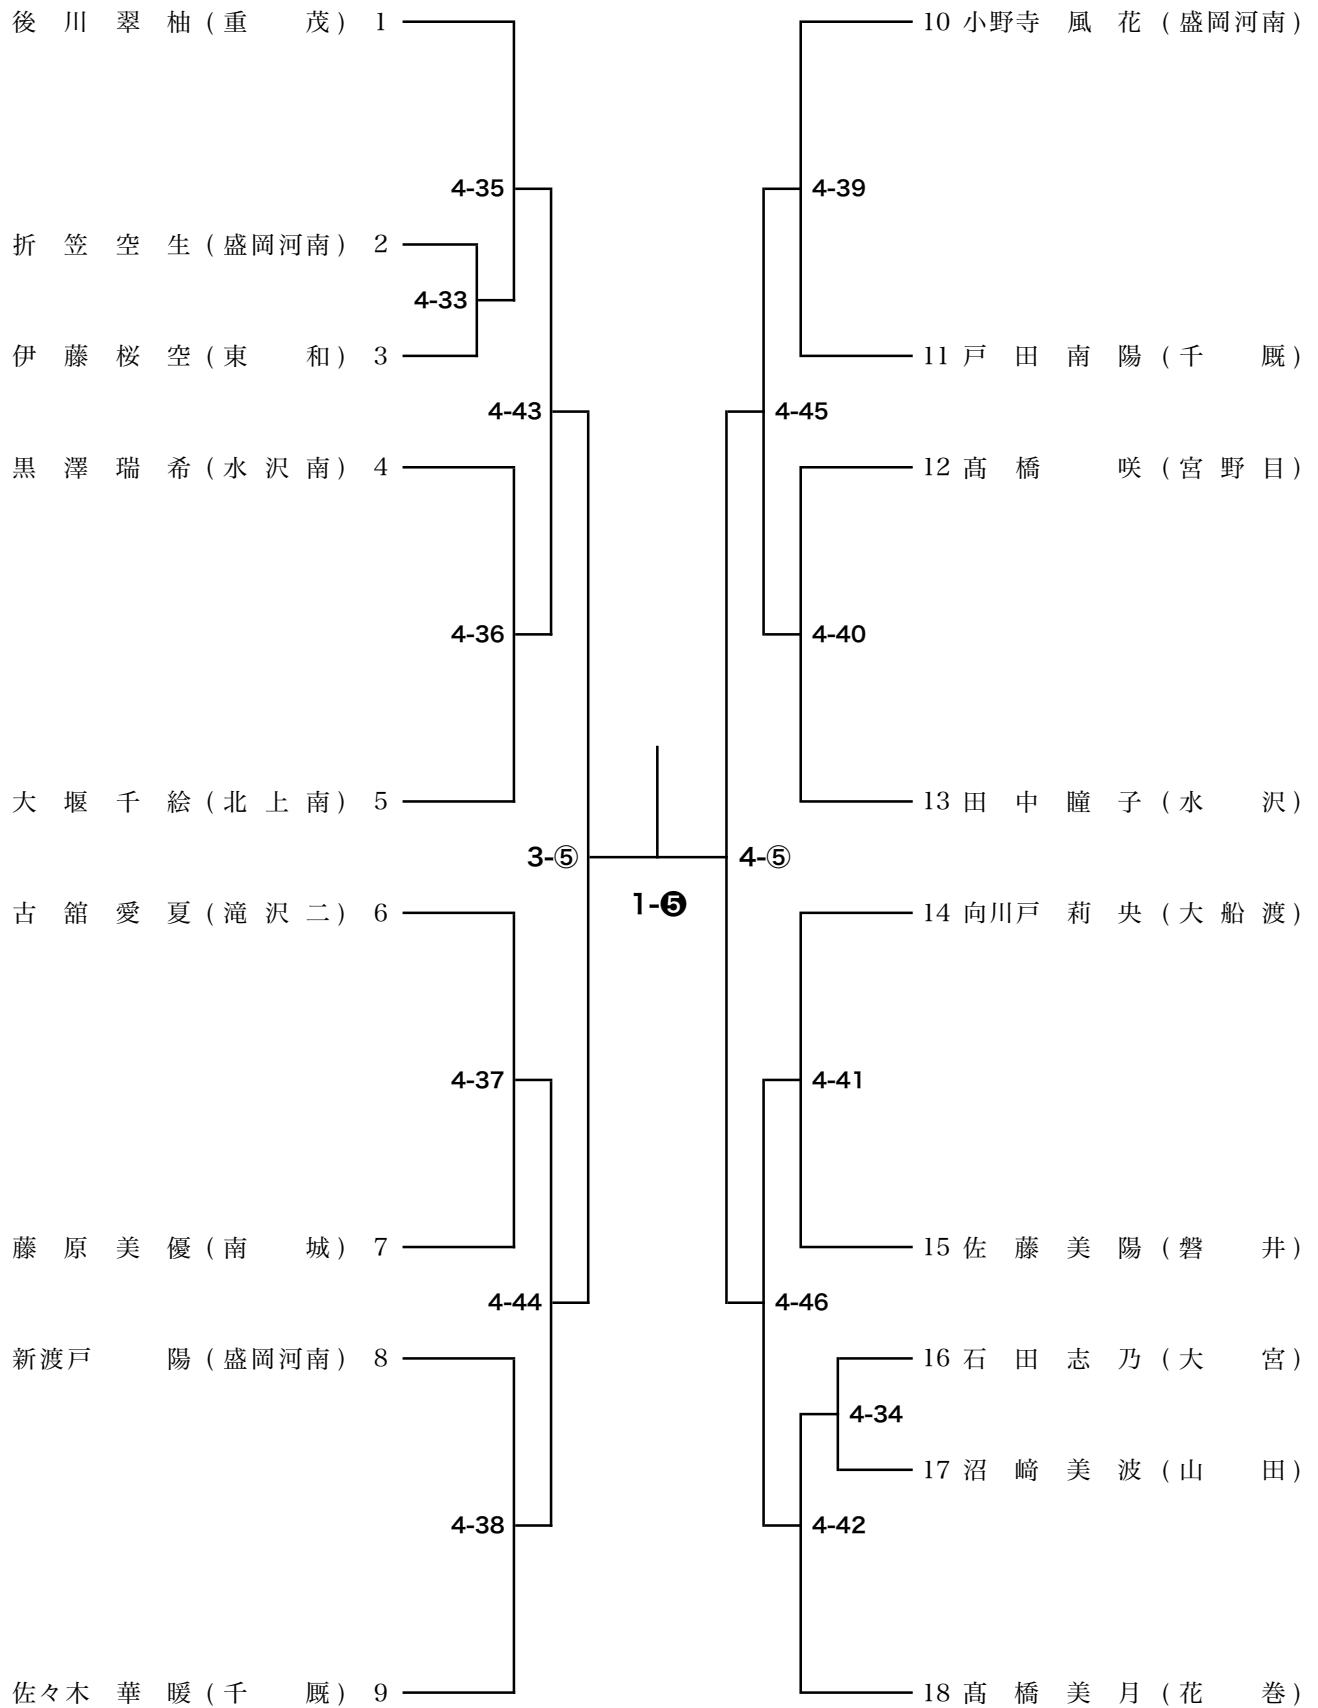 後川翠柚(重茂) 1
4-35
折笠空生(盛岡河南) 2
4-33
伊藤桜空(東和) 3
4-43
黒澤瑞希(水沢南) 4
4-36
大堰千絵(北上南) 5
3-⑤
古舘愛夏(滝沢二) 6
4-37
藤原美優(南城) 7
4-44
新渡戸陽(盛岡河南) 8
4-38
佐々木華暖(千厩) 9
1-❺
10 小野寺風花(盛岡河南)
4-39
11 戸田南陽(千厩)
4-45
12 髙橋咲(宮野目)
4-40
13 田中瞳子(水沢)
4-⑤
14 向川戸莉央(大船渡)
4-41
15 佐藤美陽(磐井)
4-46
16 石田志乃(大宮)
4-34
17 沼﨑美波(山田)
4-42
18 髙橋美月(花巻)